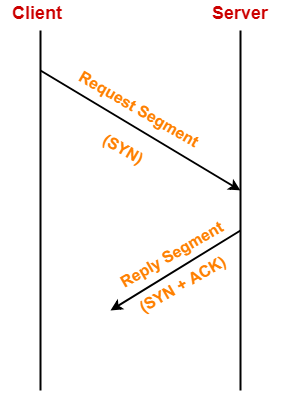 Client
Server
Request Segment
(SYN)
Reply Segment
(SYN + ACK)